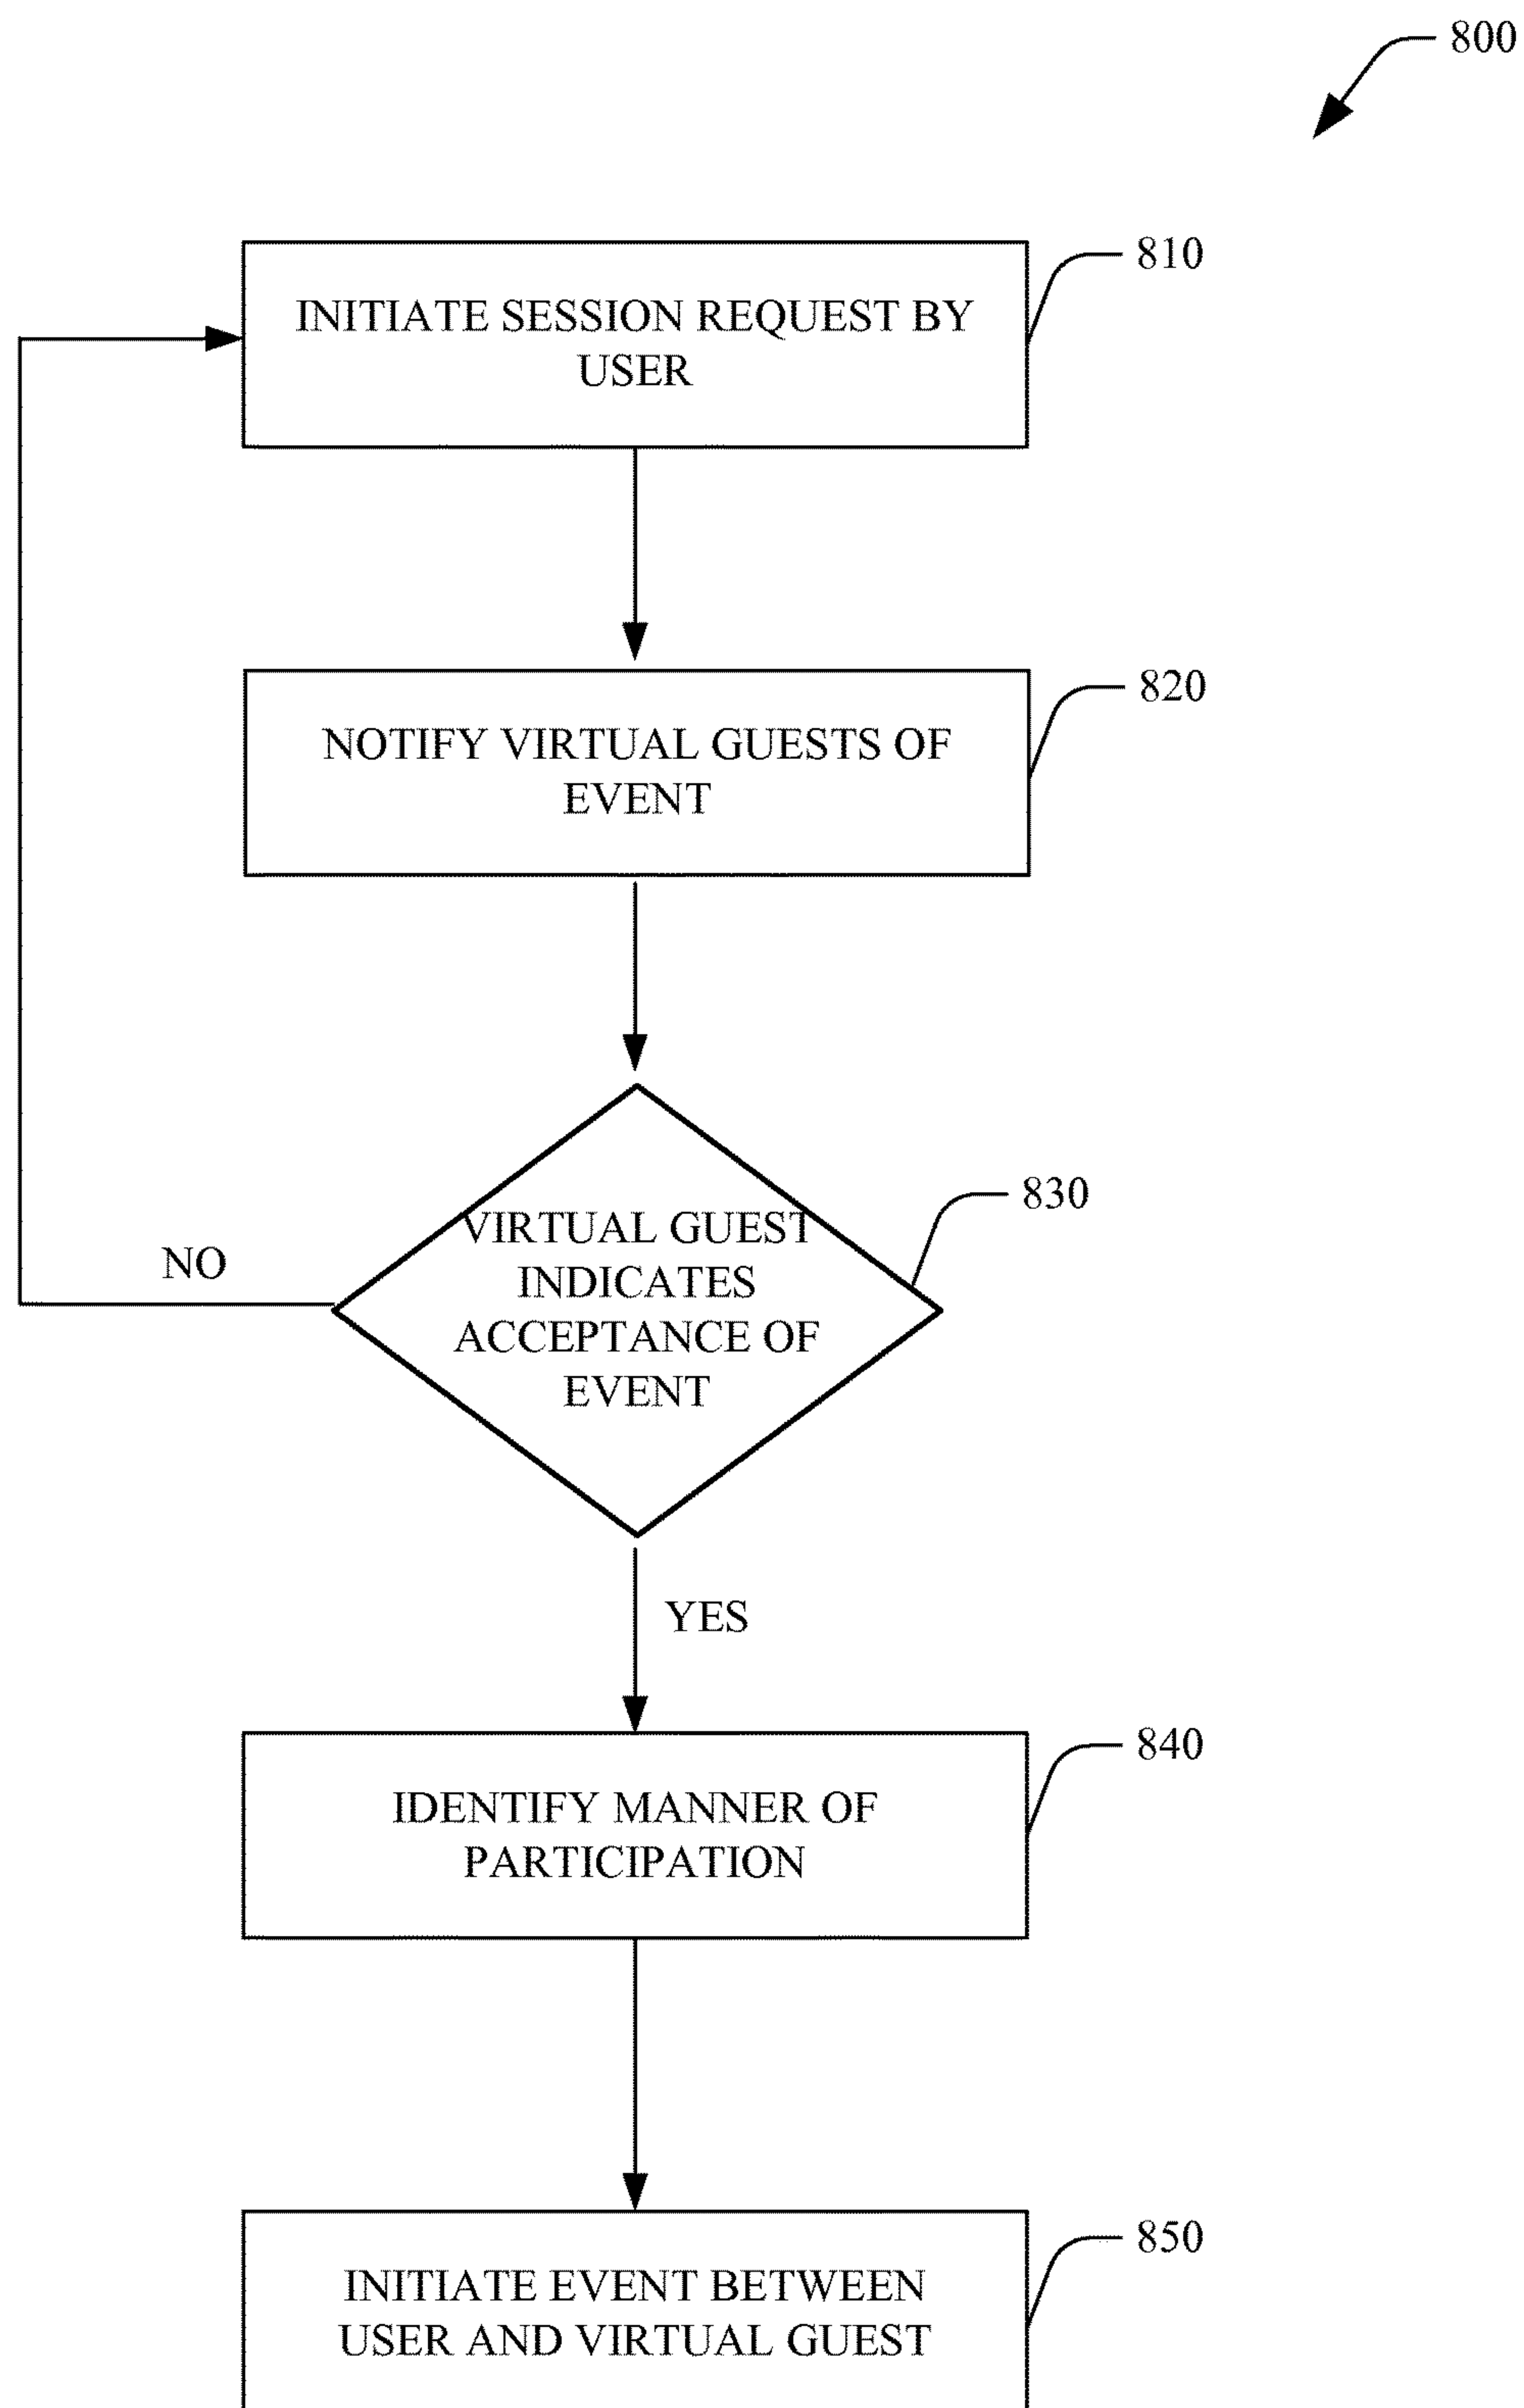 800
INITIATE SESSION REQUEST BY
USER
810
NOTIFY VIRTUAL GUESTS OF
EVENT
820
VIRTUAL GUEST
INDICATES
ACCEPTANCE OF
EVENT
830
NO
YES
IDENTIFY MANNER OF
PARTICIPATION
840
INITIATE EVENT BETWEEN
USER AND VIRTUAL GUEST
850